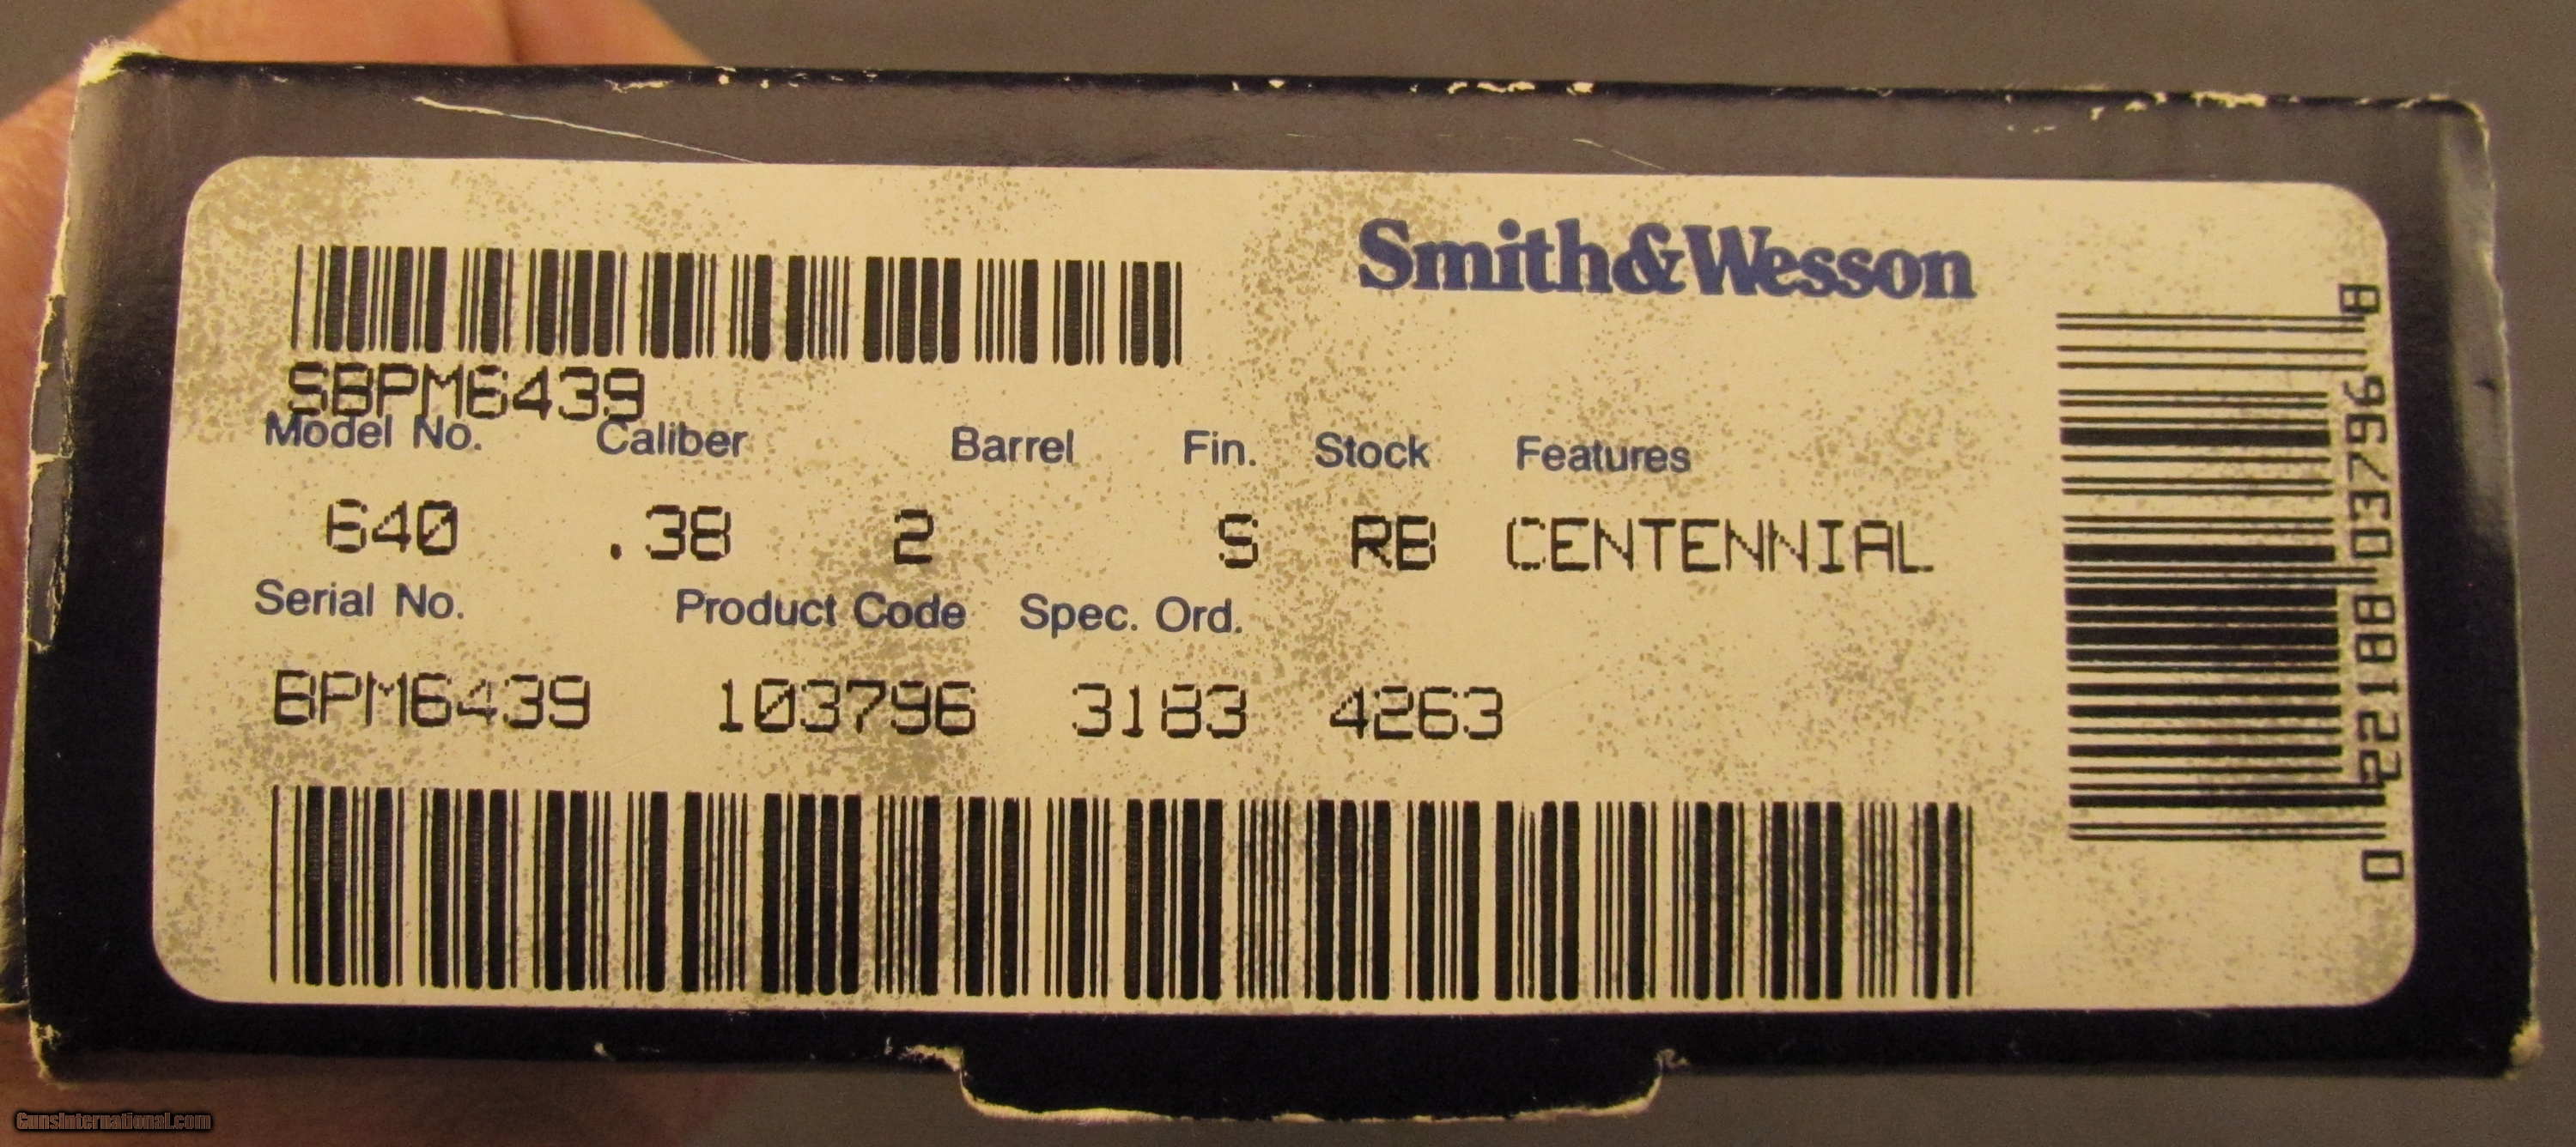 Smith&Wesson
SBPM6439
Model No. Caliber Barrel Fin. Stock Features
640 .38 2 S RB CENTENNIAL
Serial No. Product Code Spec. Ord.
BPM6439 103796 3183 4263
0 22188 03796 8
GunsInternational.com